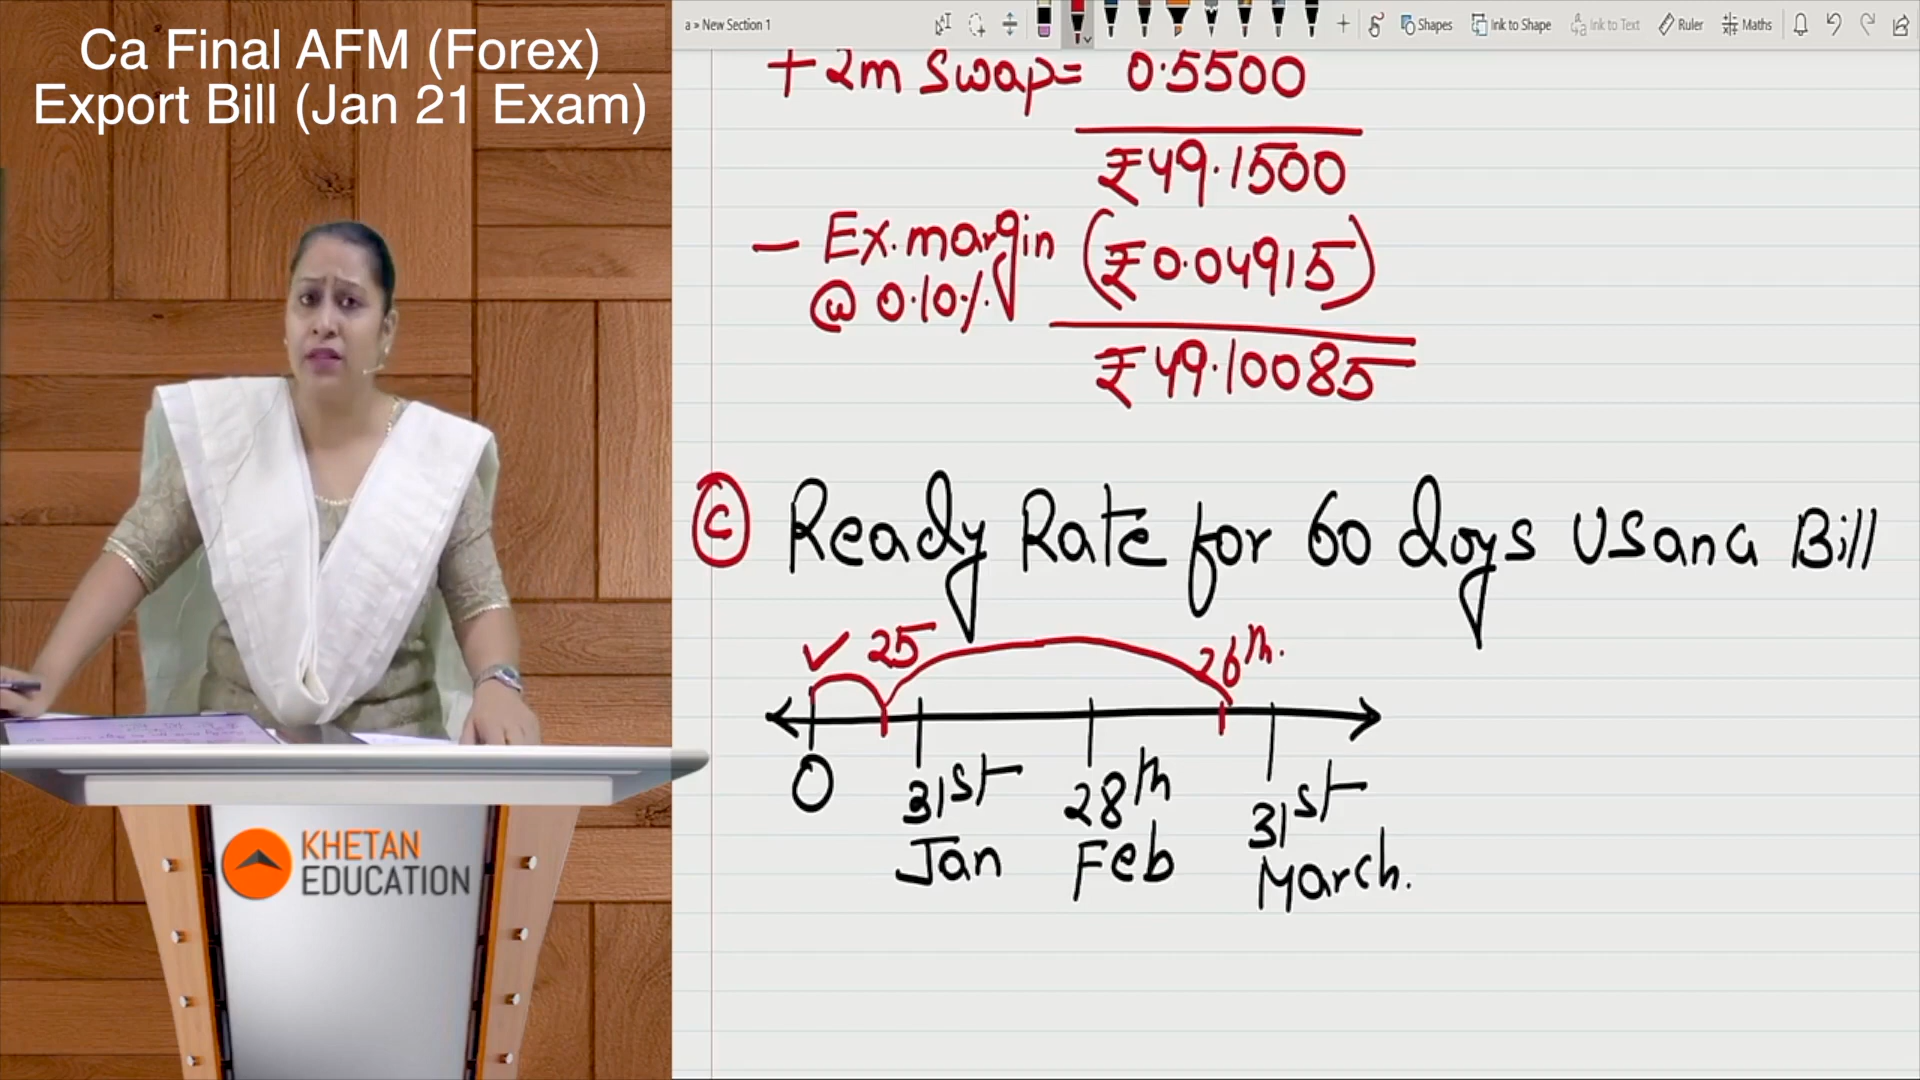 Ca Final AFM (Forex)
Export Bill (Jan 21 Exam)
KHETAN
EDUCATION
a » New Section 1
Shapes
Ink to Shape
Ink to Text
Ruler
Maths
+ 2m Swap= 0.5500
₹49.1500
- Ex. margin (₹0.04915)
@ 0.10%
₹49.10085
C Ready Rate for 60 days Usana Bill
✓ 25 26th.
0 31st 28th 31st
Jan Feb March.